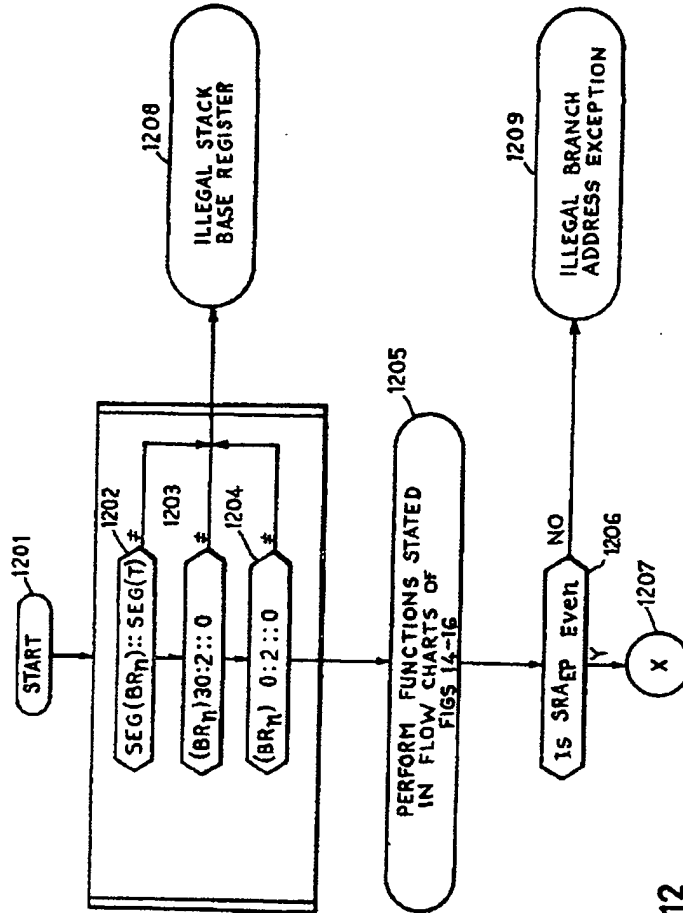 1201
START
1202
SEG(BRn)::SEG(T)
≠
1203
(BRn)30:2::0
≠
1204
(BRn) 0:2::0
≠
1208
ILLEGAL STACK
BASE REGISTER
1205
PERFORM FUNCTIONS STATED
IN FLOW CHARTS OF
FIGS 14-16
Is SRAEP Even
NO
1206
Y
1207
X
1209
ILLEGAL BRANCH
ADDRESS EXCEPTION
12